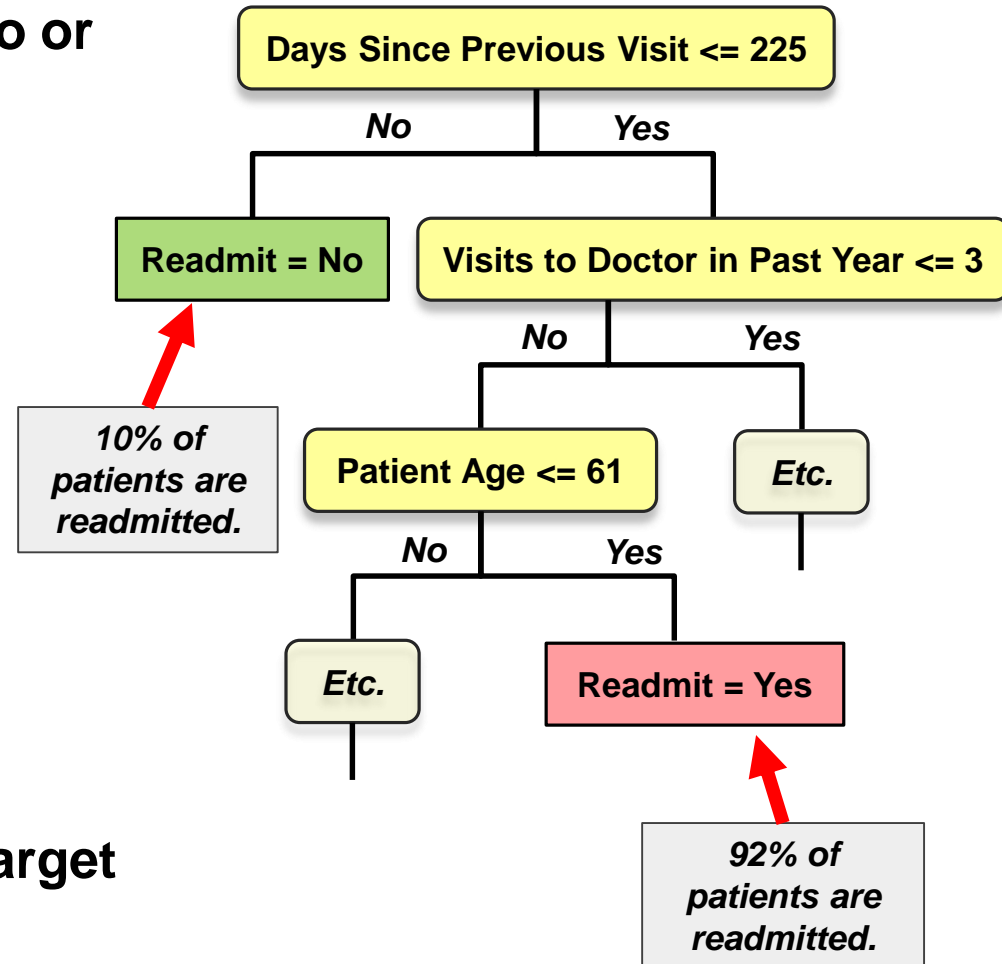 o or
Days Since Previous Visit <= 225
No
Yes
Readmit = No
Visits to Doctor in Past Year <= 3
No
Yes
10% of
patients are
readmitted.
Patient Age <= 61
Etc.
No
Yes
Etc.
Readmit = Yes
arget
92% of
patients are
readmitted.